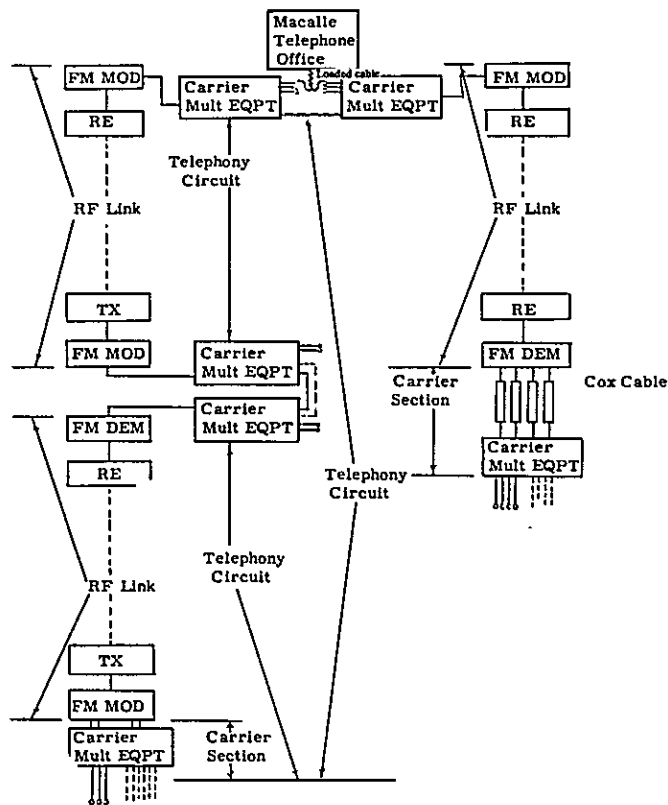 Macalle
Telephone
Office
Loaded cable
FM MOD
Carrier
Mult EQPT
Carrier
Mult EQPT
FM MOD
RE
RE
Telephony
Circuit
RF Link
RF Link
TX
RE
FM MOD
Carrier
Mult EQPT
FM DEM
Carrier
Section
Cox Cable
Carrier
Mult EQPT
FM DEM
Carrier
Mult EQPT
RE
Telephony
Circuit
Telephony
Circuit
RF Link
TX
FM MOD
Carrier
Mult EQPT
Carrier
Section